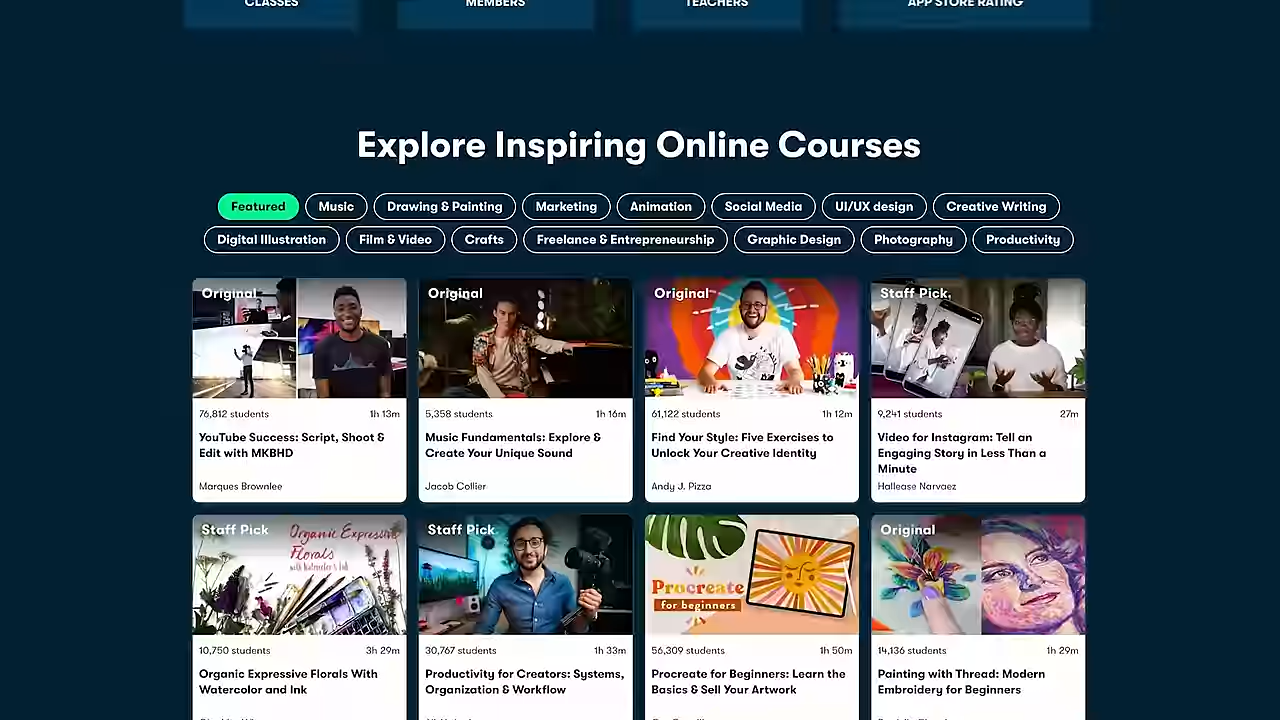 CLASSES
MEMBERS
TEACHERS
APP STORE RATING
Explore Inspiring Online Courses
Featured
Music
Drawing & Painting
Marketing
Animation
Social Media
UI/UX design
Creative Writing
Digital Illustration
Film & Video
Crafts
Freelance & Entrepreneurship
Graphic Design
Photography
Productivity
Original
76,812 students
1h 13m
YouTube Success: Script, Shoot &
Edit with MKBHD
Marques Brownlee
Original
5,358 students
1h 16m
Music Fundamentals: Explore &
Create Your Unique Sound
Jacob Collier
Original
61,122 students
1h 12m
Find Your Style: Five Exercises to
Unlock Your Creative Identity
Andy J. Pizza
Staff Pick
9,241 students
27m
Video for Instagram: Tell an
Engaging Story in Less Than a
Minute
Hallease Narvaez
Staff Pick
Organic Expressive
Florals
with Watercolor & Ink
10,750 students
3h 29m
Organic Expressive Florals With
Watercolor and Ink
Staff Pick
30,767 students
1h 33m
Productivity for Creators: Systems,
Organization & Workflow
Procreate
for beginners
56,309 students
1h 50m
Procreate for Beginners: Learn the
Basics & Sell Your Artwork
Original
14,136 students
1h 29m
Painting with Thread: Modern
Embroidery for Beginners